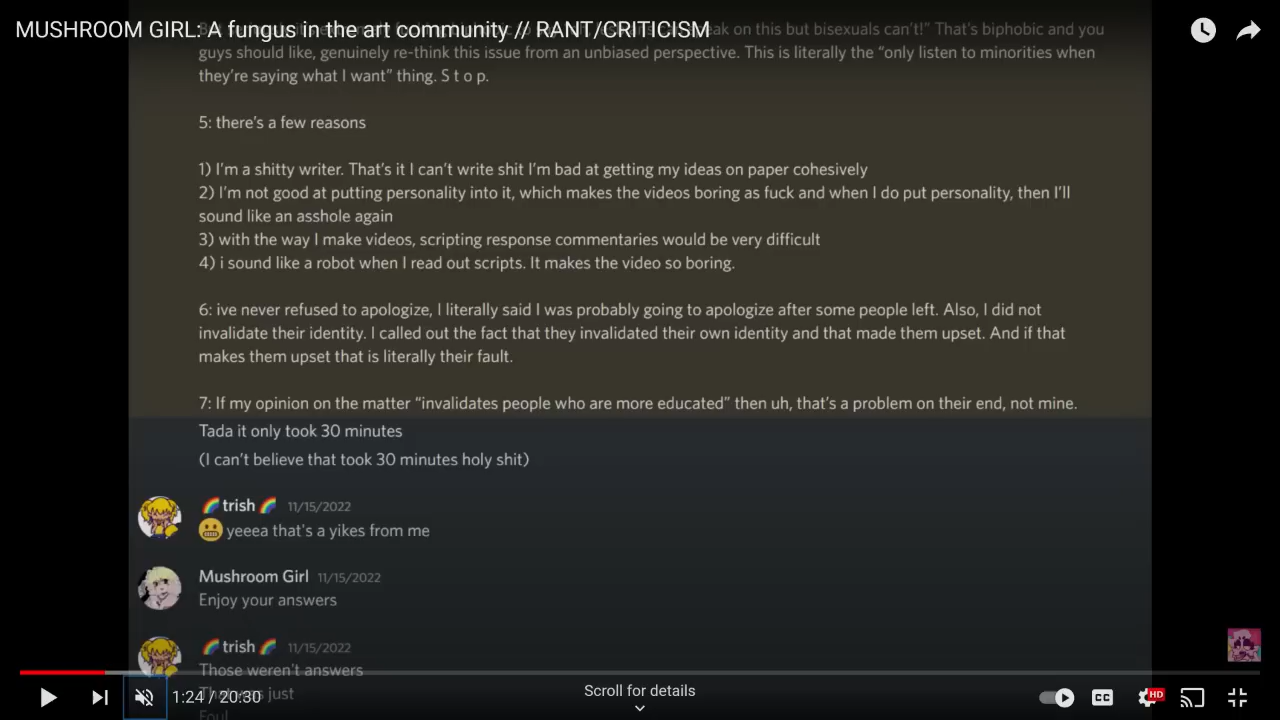 MUSHROOM GIRL: A fungus in the art community // RANT/CRITICISM
eak on this but bisexuals can't!" That's biphobic and you
guys should like, genuinely re-think this issue from an unbiased perspective. This is literally the "only listen to minorities when
they're saying what I want" thing. S t o p.
5: there's a few reasons
1) I'm a shitty writer. That's it I can't write shit I'm bad at getting my ideas on paper cohesively
2) I'm not good at putting personality into it, which makes the videos boring as fuck and when I do put personality, then I'll
sound like an asshole again
3) with the way I make videos, scripting response commentaries would be very difficult
4) i sound like a robot when I read out scripts. It makes the video so boring.
6: ive never refused to apologize, I literally said I was probably going to apologize after some people left. Also, I did not
invalidate their identity. I called out the fact that they invalidated their own identity and that made them upset. And if that
makes them upset that is literally their fault.
7: If my opinion on the matter "invalidates people who are more educated" then uh, that's a problem on their end, not mine.
Tada it only took 30 minutes
(I can't believe that took 30 minutes holy shit)
🌈trish🌈 11/15/2022
😬 yeeea that's a yikes from me
Mushroom Girl 11/15/2022
Enjoy your answers
🌈trish🌈 11/15/2022
Those weren't answers
That was just
Foul
1:24 / 20:30
Scroll for details
CC
HD